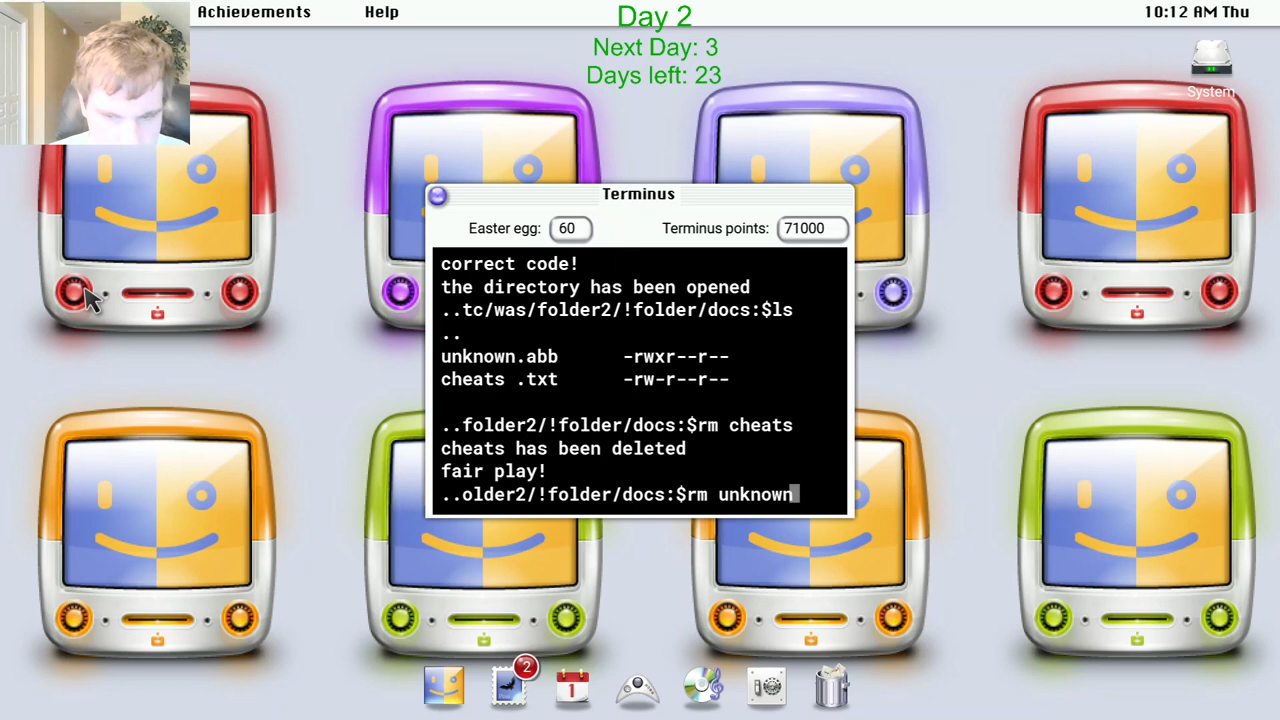 Achievements Help Day 2 10:12 AM Thu
Next Day: 3
Days left: 23
System
Terminus
Easter egg: 60 Terminus points: 71000
correct code!
the directory has been opened
..tc/was/folder2/!folder/docs:$ls
..
unknown.abb -rwxr--r--
cheats .txt -rw-r--r--
..folder2/!folder/docs:$rm cheats
cheats has been deleted
fair play!
..older2/!folder/docs:$rm unknown
2
1